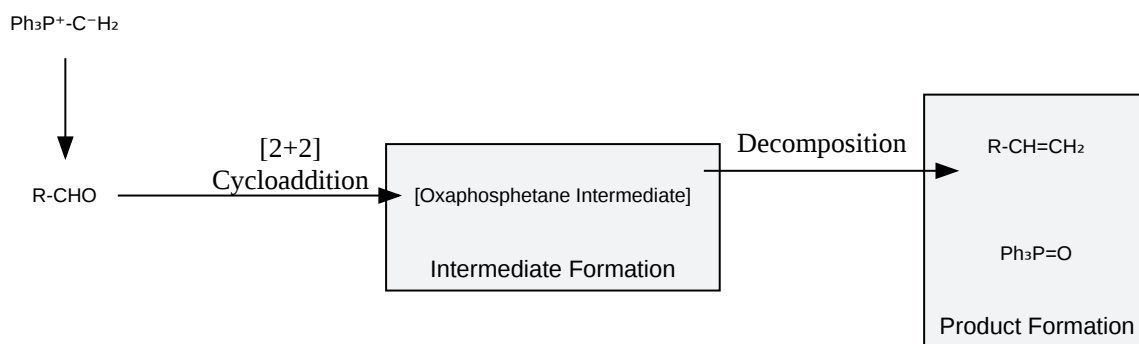 Ph₃P⁺-C⁻H₂
[2+2]
Cycloaddition
R-CHO
[Oxaphosphetane Intermediate]
Intermediate Formation
Decomposition
R-CH=CH₂
Ph₃P=O
Product Formation